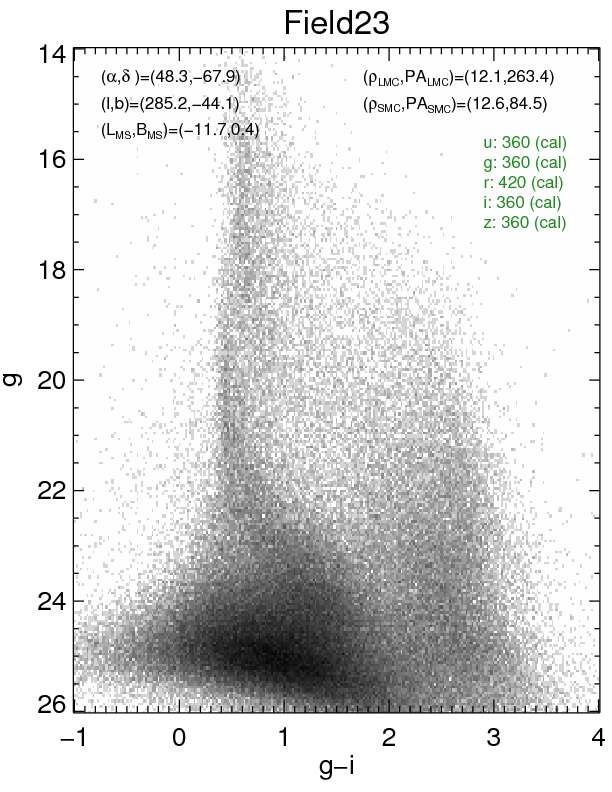 Field23
(α,δ )=(48.3,−67.9)
(ρLMC,PALMC)=(12.1,263.4)
(l,b)=(285.2,−44.1)
(ρSMC,PASMC)=(12.6,84.5)
(LMS,BMS)=(−11.7,0.4)
u: 360 (cal)
g: 360 (cal)
r: 420 (cal)
i: 360 (cal)
z: 360 (cal)
14
16
18
20
22
24
26
g
−1 0 1 2 3 4
g−i